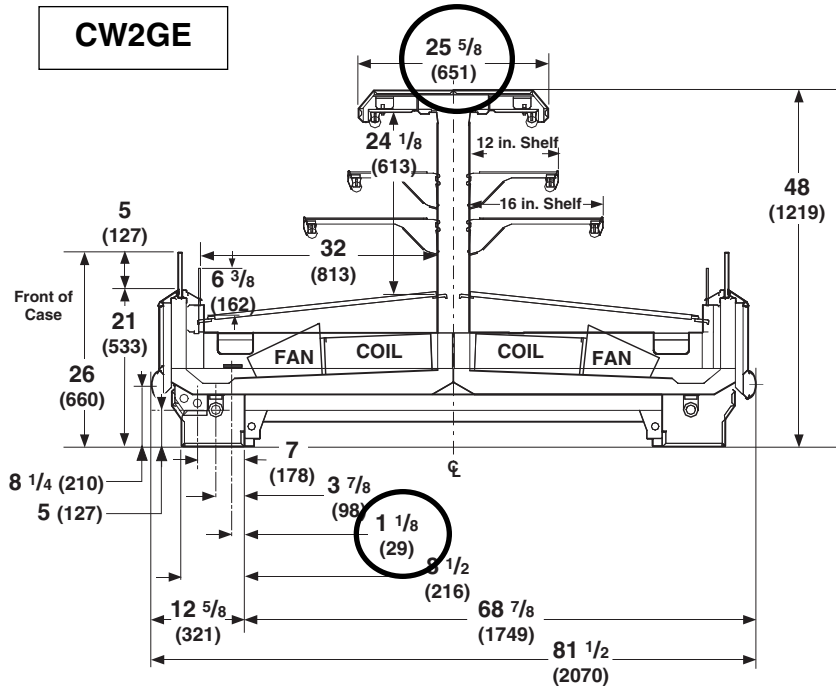 CW2GE
25 5/8
(651)
24 1/8
(613)
12 in. Shelf
16 in. Shelf
48
(1219)
5
(127)
32
(813)
6 3/8
(162)
Front of
Case
21
(533)
26
(660)
FAN
COIL
COIL
FAN
8 1/4 (210)
5 (127)
7
(178)
CL
3 7/8
(98)
1 1/8
(29)
8 1/2
(216)
12 5/8
(321)
68 7/8
(1749)
81 1/2
(2070)